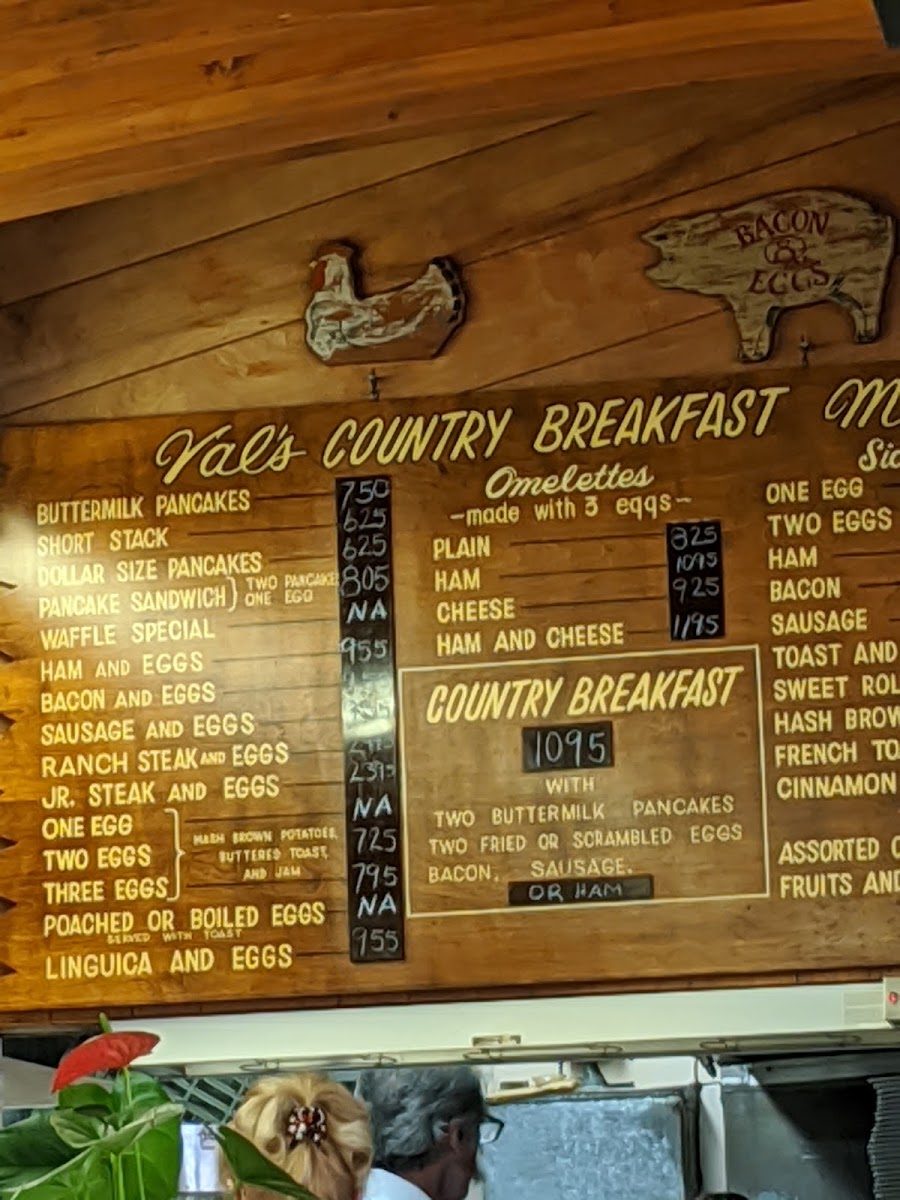 BACON
&
EGGS
Val's COUNTRY BREAKFAST
BUTTERMILK PANCAKES 750
SHORT STACK 625
DOLLAR SIZE PANCAKES 625
PANCAKE SANDWICH } TWO PANCAKE ONE EGG 805
WAFFLE SPECIAL NA
HAM AND EGGS 955
BACON AND EGGS
SAUSAGE AND EGGS
RANCH STEAK AND EGGS
JR. STEAK AND EGGS
ONE EGG NA
TWO EGGS 725
THREE EGGS 795
HASH BROWN POTATOES,
BUTTERED TOAST,
AND JAM
POACHED OR BOILED EGGS NA
SERVED WITH TOAST
LINGUICA AND EGGS 955
Omelettes
-made with 3 eggs-
PLAIN 825
HAM 1095
CHEESE 925
HAM AND CHEESE 1195
COUNTRY BREAKFAST
1095
WITH
TWO BUTTERMILK PANCAKES
TWO FRIED OR SCRAMBLED EGGS
BACON, SAUSAGE,
OR HAM
M
Sid
ONE EGG
TWO EGGS
HAM
BACON
SAUSAGE
TOAST AND
SWEET ROL
HASH BROW
FRENCH TO
CINNAMON
ASSORTED
FRUITS AND